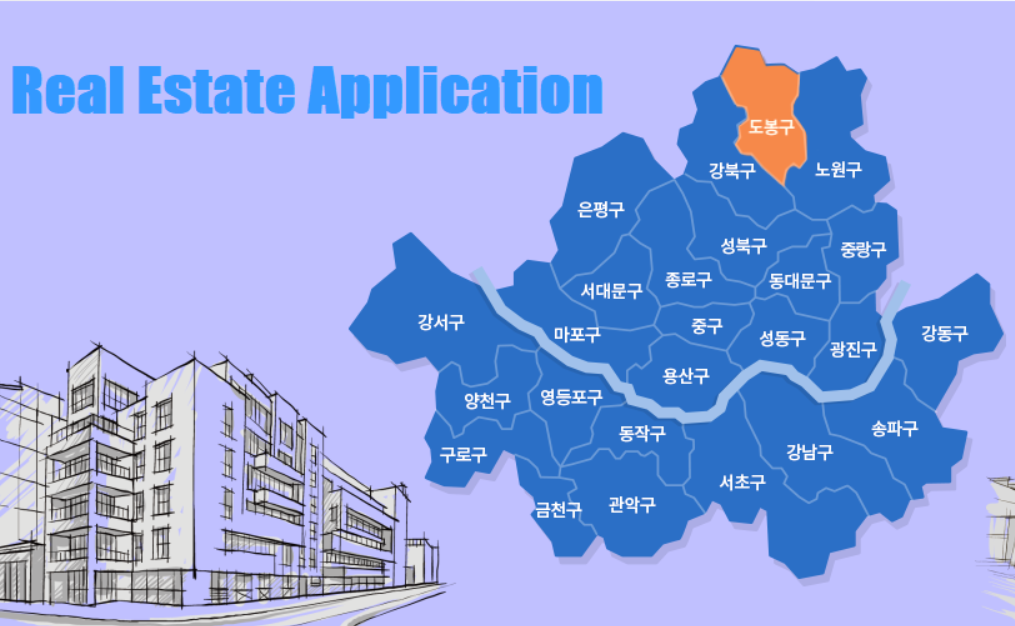 Real Estate Application
도봉구
강북구
노원구
은평구
성북구
중랑구
종로구
동대문구
서대문구
강서구
마포구
중구
성동구
광진구
강동구
용산구
양천구
영등포구
동작구
송파구
구로구
강남구
서초구
금천구
관악구